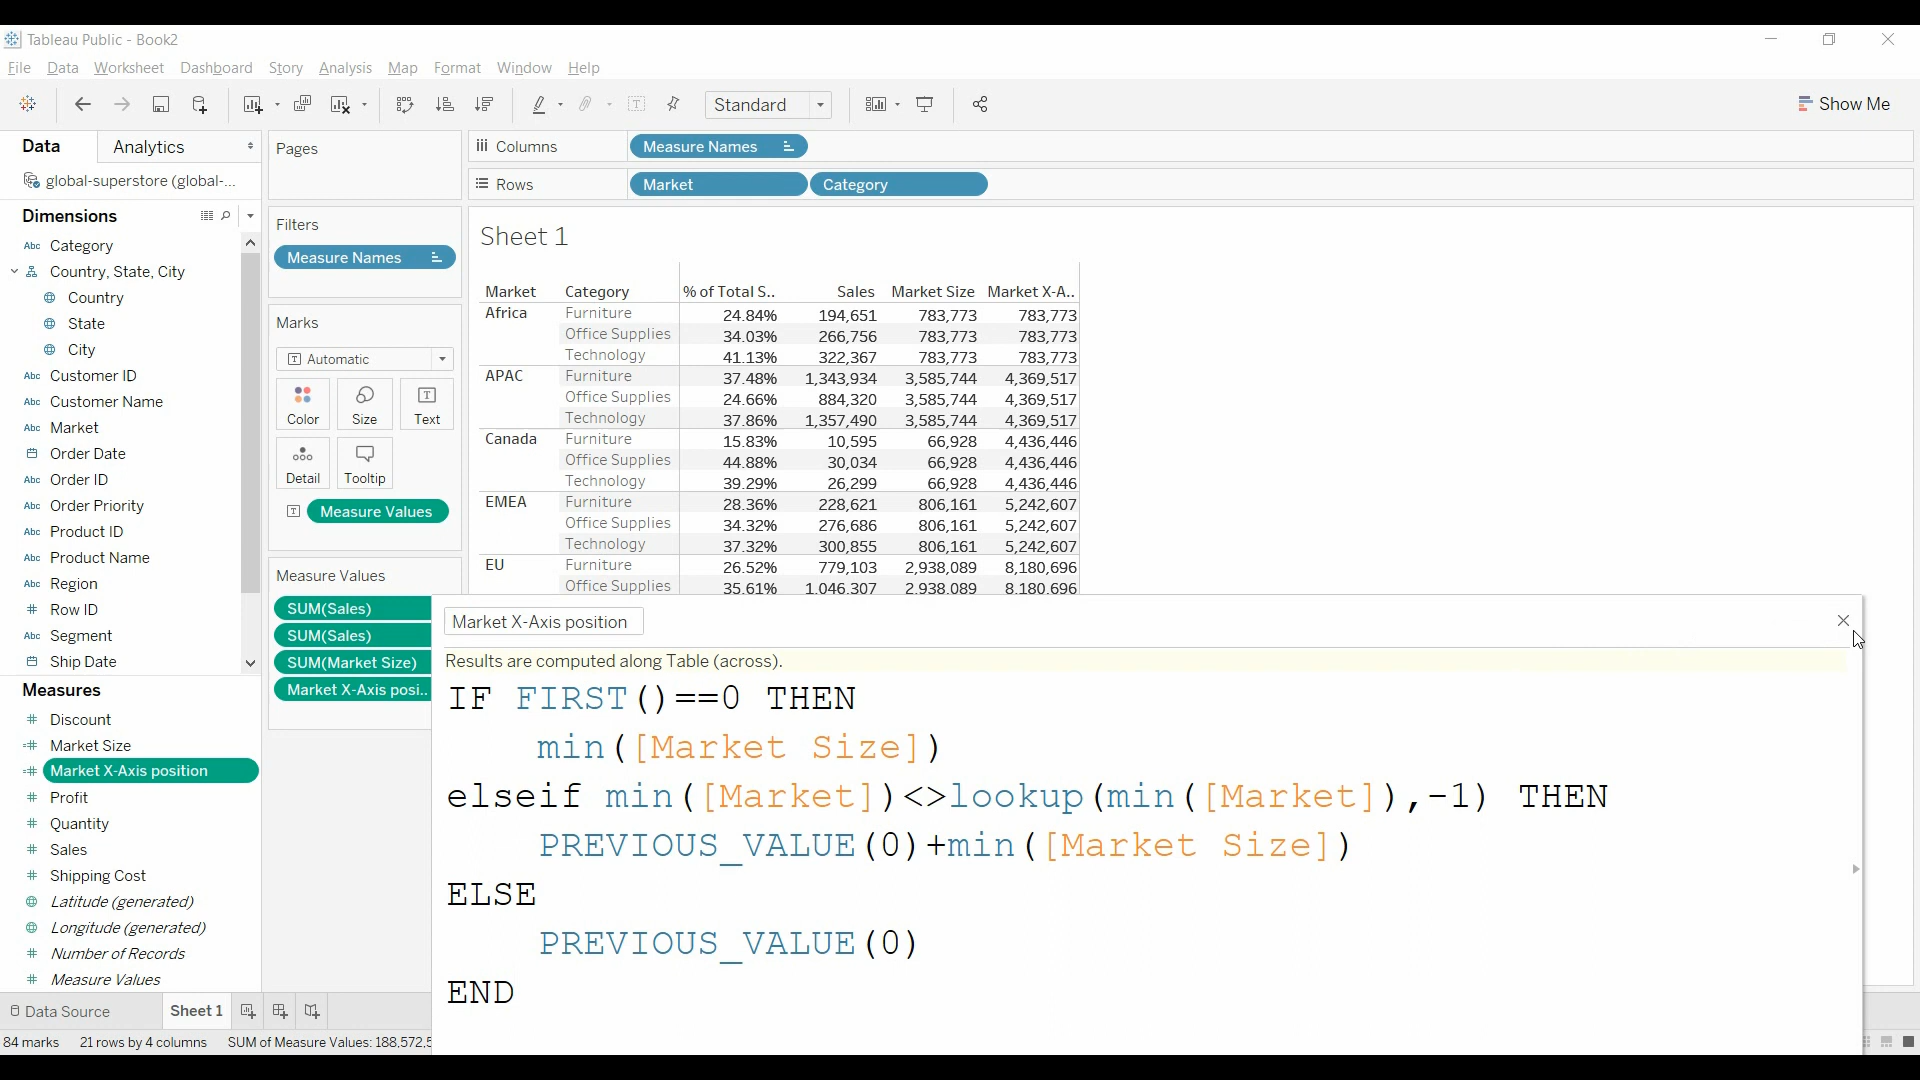 Tableau Public - Book2
File Data Worksheet Dashboard Story Analysis Map Format Window Help
Standard
Show Me
Data Analytics
global-superstore (global-...
Dimensions
Abc Category
Country, State, City
Country
State
City
Abc Customer ID
Abc Customer Name
Abc Market
Order Date
Abc Order ID
Abc Order Priority
Abc Product ID
Abc Product Name
Abc Region
# Row ID
Abc Segment
Ship Date
Measures
# Discount
=# Market Size
=# Market X-Axis position
# Profit
# Quantity
# Sales
# Shipping Cost
Latitude (generated)
Longitude (generated)
# Number of Records
# Measure Values
Pages
Filters
Measure Names
Marks
T Automatic
Color Size T Text
Detail Tooltip
T Measure Values
Measure Values
SUM(Sales)
SUM(Sales)
SUM(Market Size)
Market X-Axis posi..
Columns Measure Names
Rows Market Category
Sheet 1
Market Category % of Total S.. Sales Market Size Market X-A..
Africa Furniture 24.84% 194,651 783,773 783,773
Office Supplies 34.03% 266,756 783,773 783,773
Technology 41.13% 322,367 783,773 783,773
APAC Furniture 37.48% 1,343,934 3,585,744 4,369,517
Office Supplies 24.66% 884,320 3,585,744 4,369,517
Technology 37.86% 1,357,490 3,585,744 4,369,517
Canada Furniture 15.83% 10,595 66,928 4,436,446
Office Supplies 44.88% 30,034 66,928 4,436,446
Technology 39.29% 26,299 66,928 4,436,446
EMEA Furniture 28.36% 228,621 806,161 5,242,607
Office Supplies 34.32% 276,686 806,161 5,242,607
Technology 37.32% 300,855 806,161 5,242,607
EU Furniture 26.52% 779,103 2,938,089 8,180,696
Office Supplies 35.61% 1,046,307 2,938,089 8,180,696
Market X-Axis position
Results are computed along Table (across).
IF FIRST()==0 THEN
min([Market Size])
elseif min([Market])<>lookup(min([Market]),-1) THEN
PREVIOUS_VALUE(0)+min([Market Size])
ELSE
PREVIOUS_VALUE(0)
END
Data Source Sheet 1
84 marks 21 rows by 4 columns SUM of Measure Values: 188,572,5